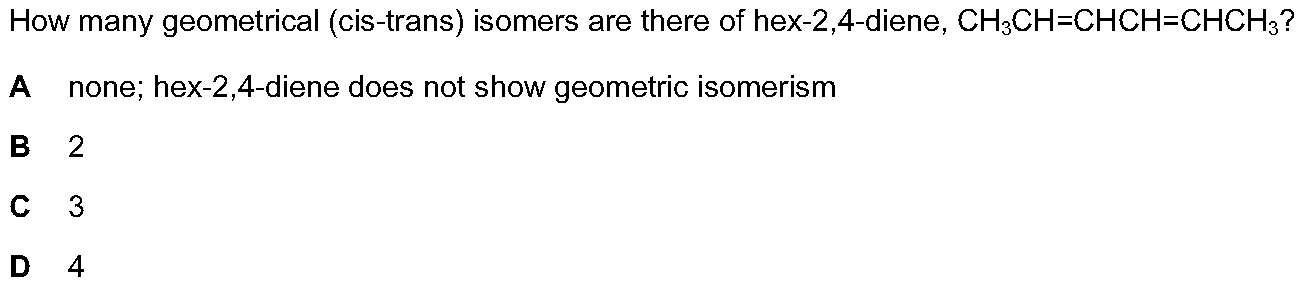 How many geometrical (cis-trans) isomers are there of hex-2,4-diene, CH₃CH=CHCH=CHCH₃?
A none; hex-2,4-diene does not show geometric isomerism
B 2
C 3
D 4